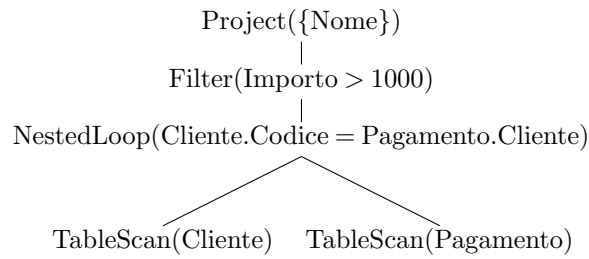 Project({Nome})
Filter(Importo > 1000)
NestedLoop(Cliente.Codice = Pagamento.Cliente)
TableScan(Cliente) TableScan(Pagamento)